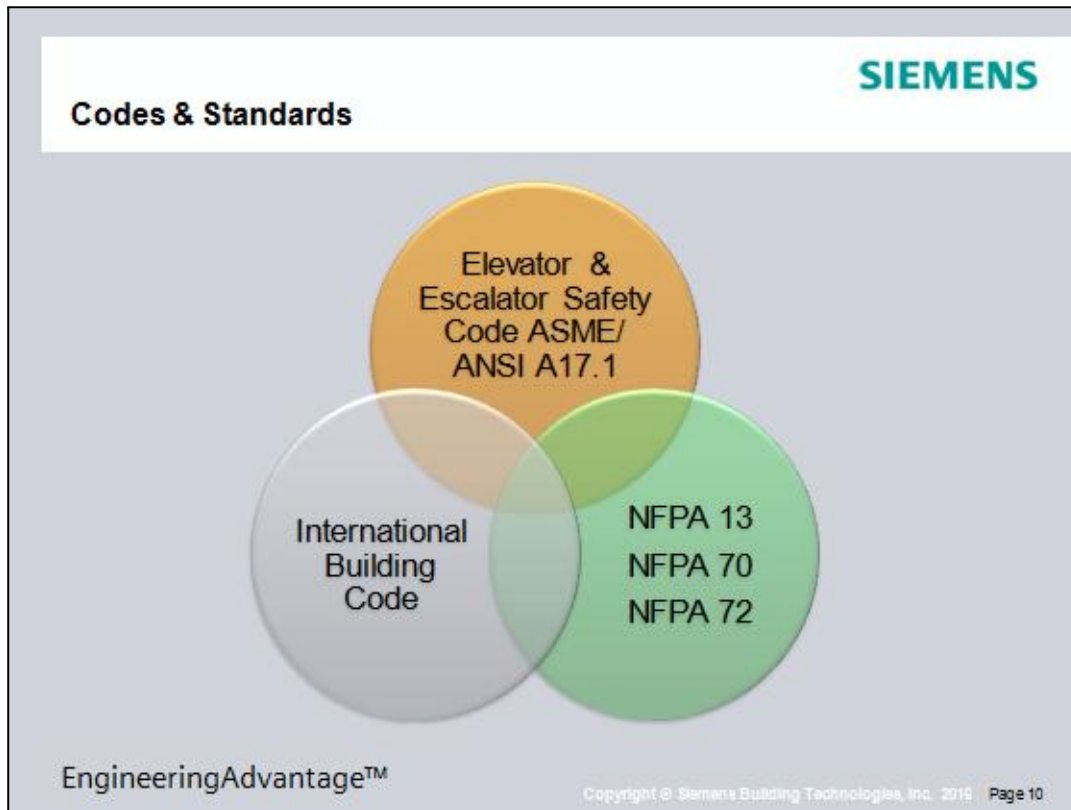 SIEMENS
Codes & Standards
Elevator &
Escalator Safety
Code ASME/
ANSI A17.1
International
Building
Code
NFPA 13
NFPA 70
NFPA 72
EngineeringAdvantage™
Copyright © Siemens Building Technologies, Inc. 2016 Page 10